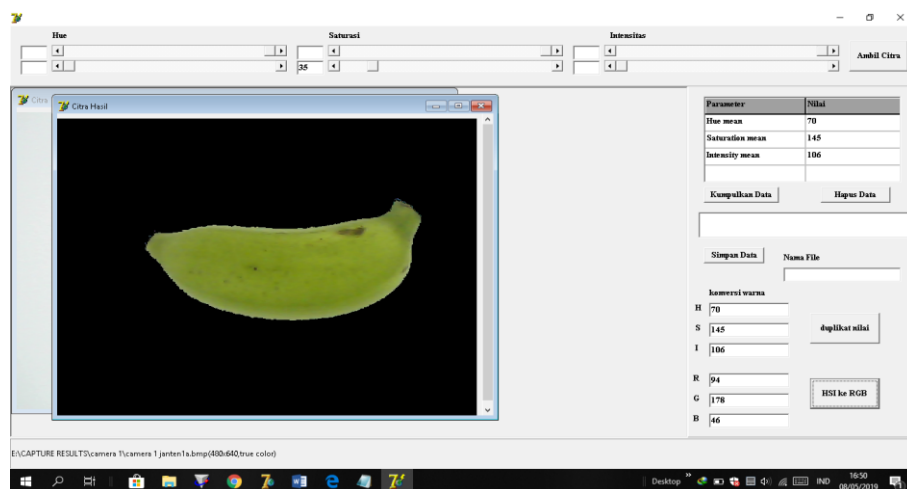 Hue Saturasi Intensitas
35
Ambil Citra
Citra
Citra Hasil
Parameter Nilai
Hue mean 70
Saturation mean 145
Intensity mean 106
Kumpulkan Data Hapus Data
Simpan Data Nama File
konversi warna
H 70
S 145 duplikat nilai
I 106
R 94
G 178 HSI ke RGB
B 46
E:\CAPTURE RESULTS\camera 1\camera 1 janten1a.bmp(480x640,true color)
Desktop IND 16:50
08/05/2019